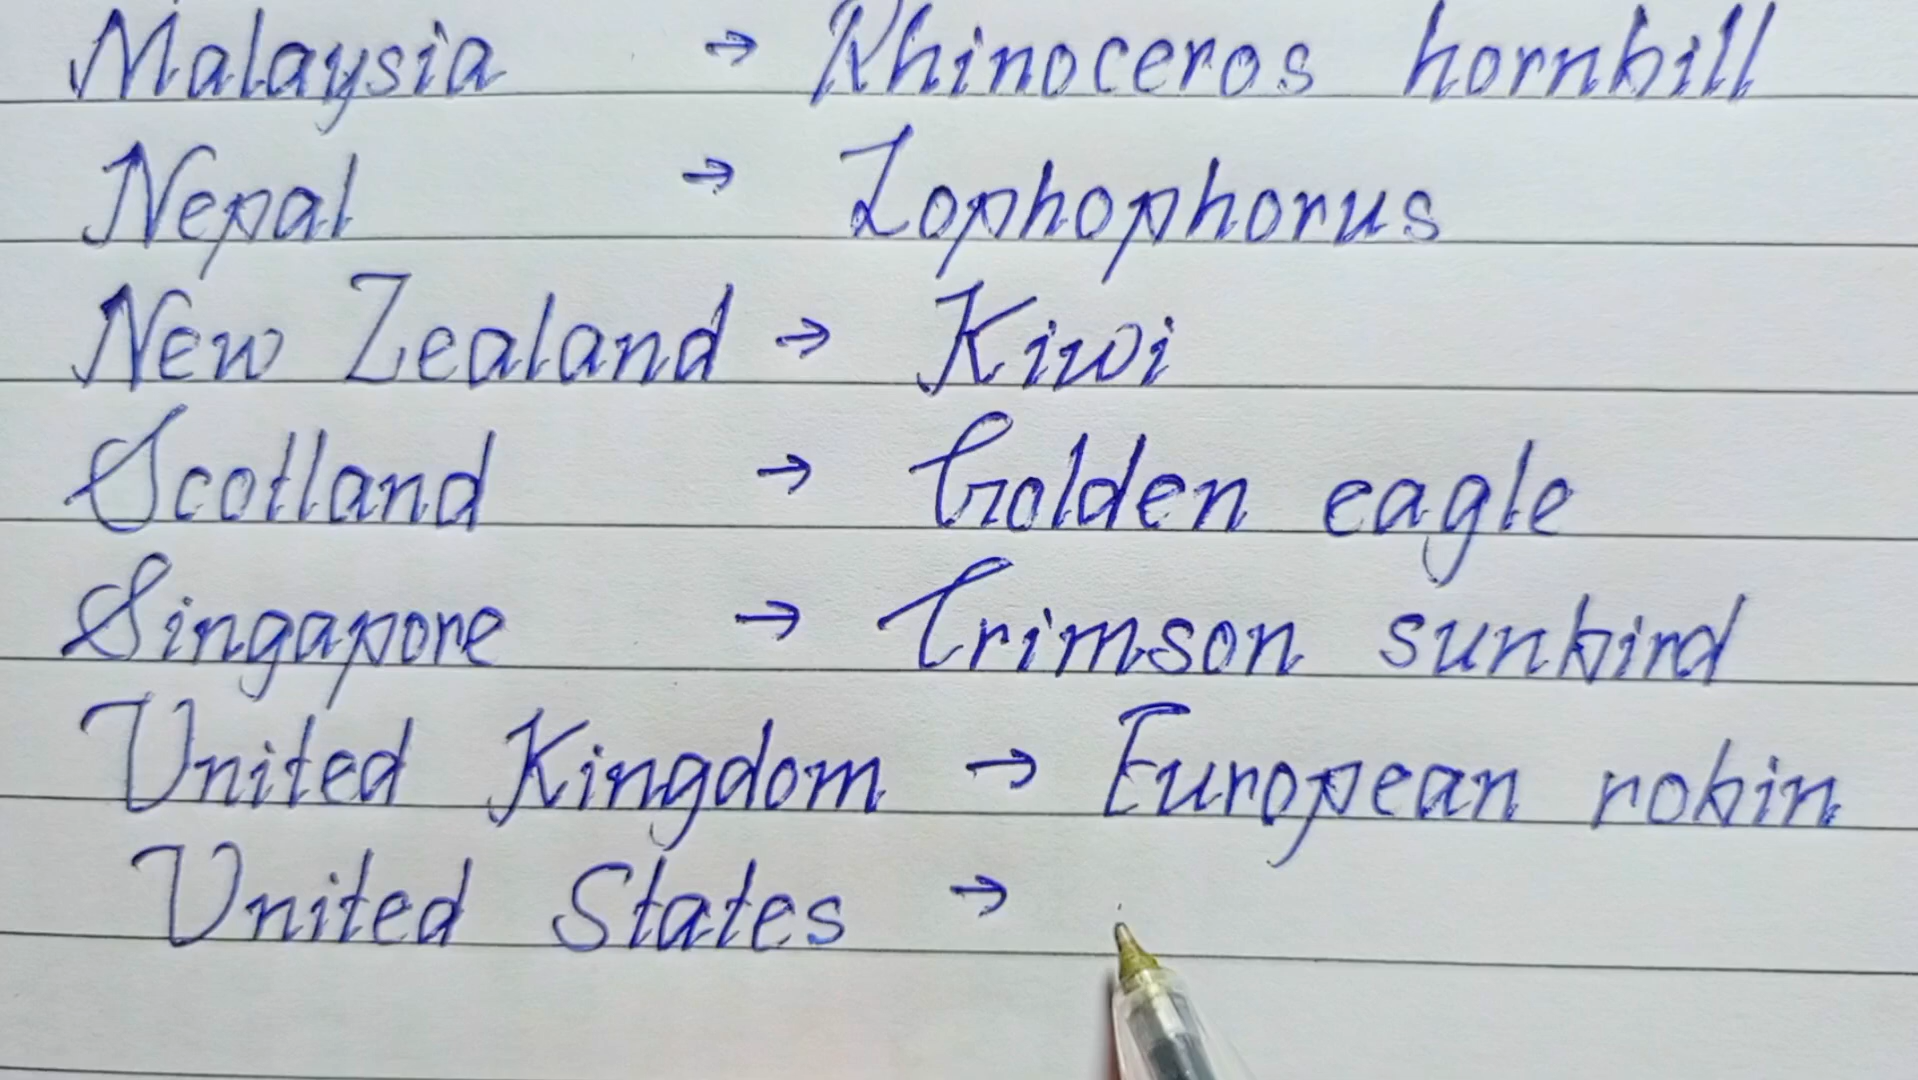 Malaysia → Rhinoceros hornbill
Nepal → Lophophorus
New Zealand → Kiwi
Scotland → Golden eagle
Singapore → Crimson sunbird
United Kingdom → European robin
United States →